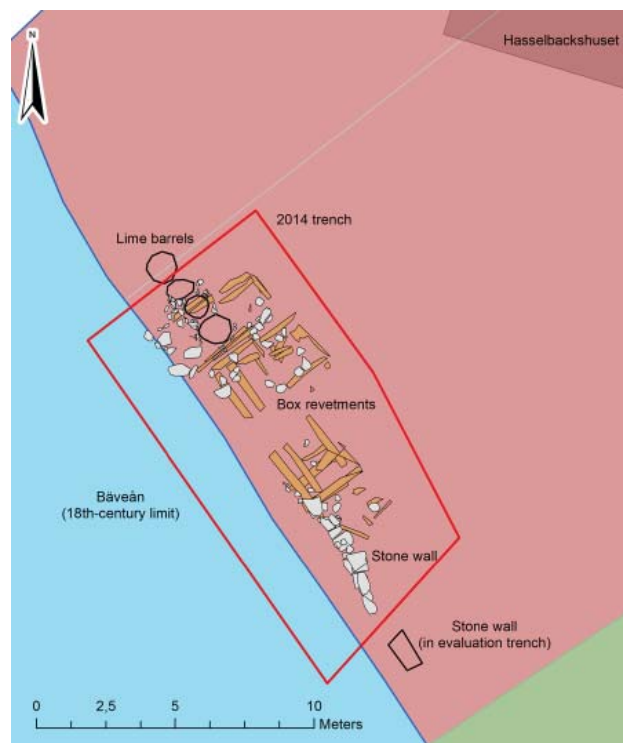 Hasselbackshuset
N
2014 trench
Lime barrels
Box revetments
Bäveån
(18th-century limit)
Stone wall
Stone wall
(in evaluation trench)
0 2,5 5 10
Meters